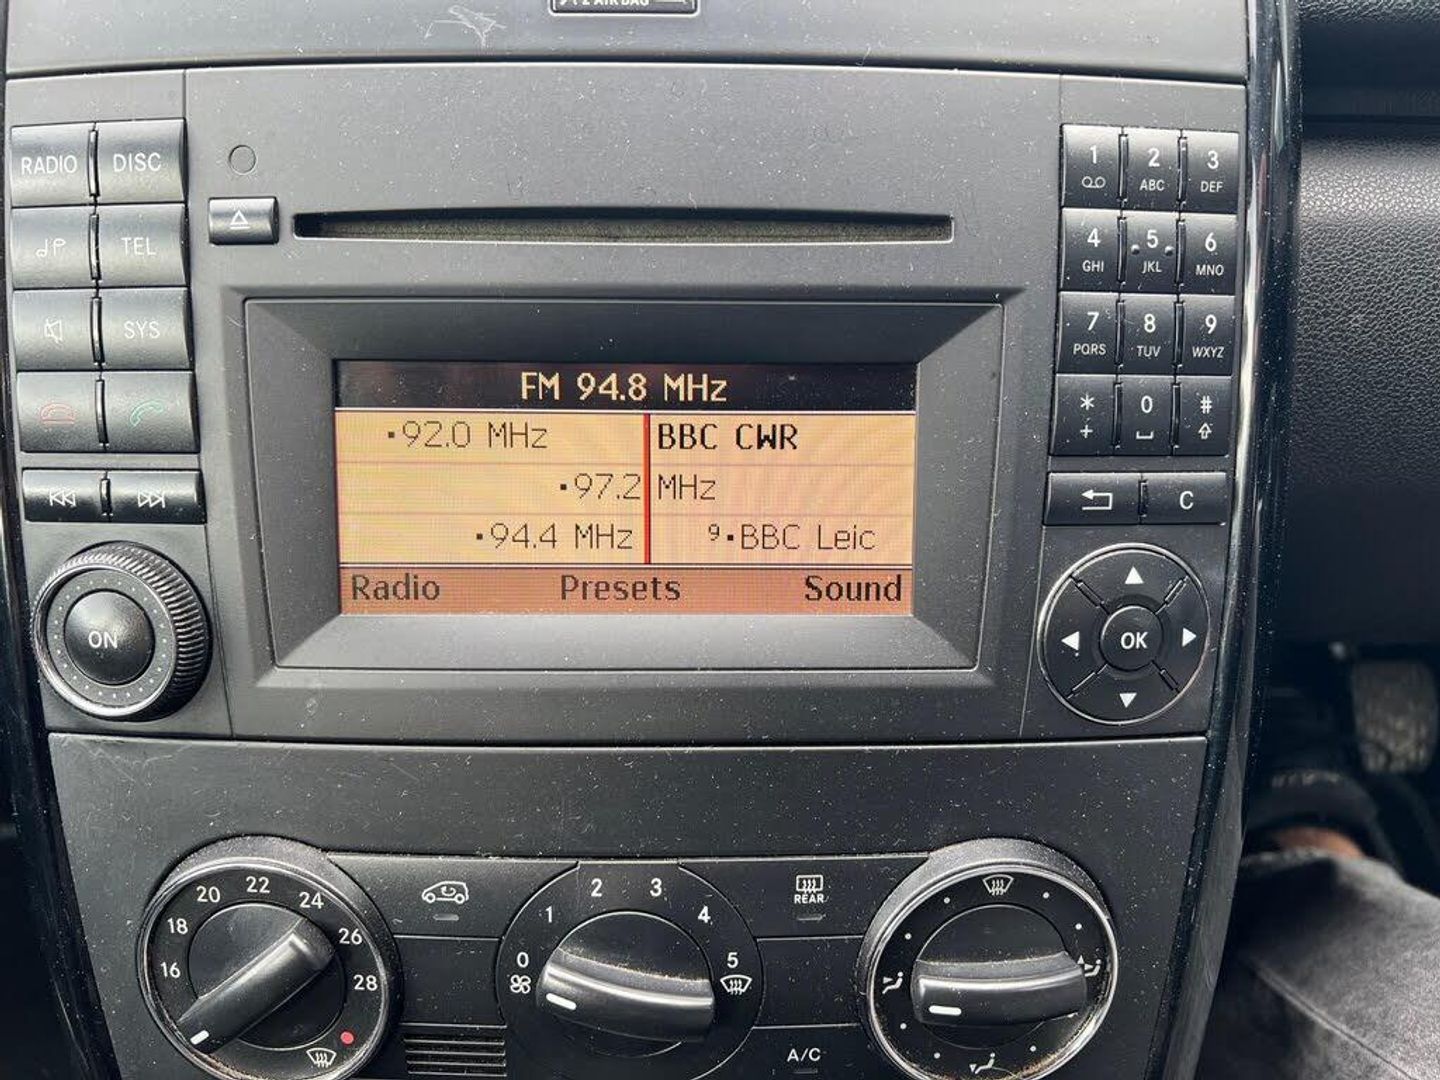 AIRBAG
RADIO DISC
TEL
SYS
ON
FM 94.8 MHz
92.0 MHz BBC CWR
97.2 MHz
94.4 MHz 9 BBC Leic
Radio Presets Sound
1 2 3
ABC DEF
4 5 6
GHI JKL MNO
7 8 9
PQRS TUV WXYZ
* 0 #
+
C
OK
16 18 20 22 24 26 28
0 1 2 3 4 5
REAR
A/C